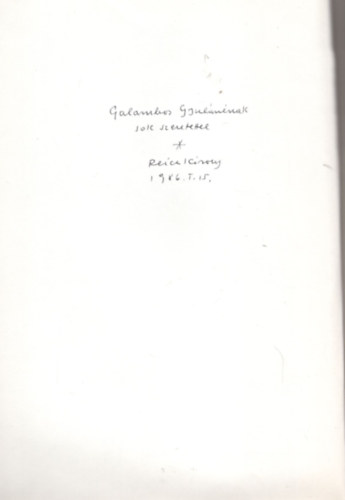 Galambos Gyulánénak
sok szeretettel
*
Reich Károly
1986. I. 15.